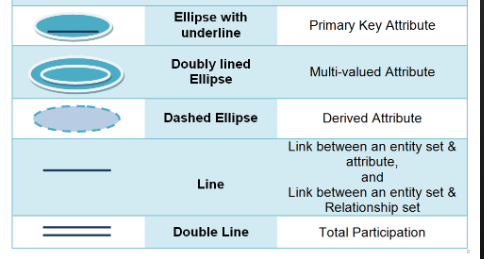 Ellipse with
underline
Primary Key Attribute
Doubly lined
Ellipse
Multi-valued Attribute
Dashed Ellipse
Derived Attribute
Line
Link between an entity set &
attribute,
and
Link between an entity set &
Relationship set
Double Line
Total Participation